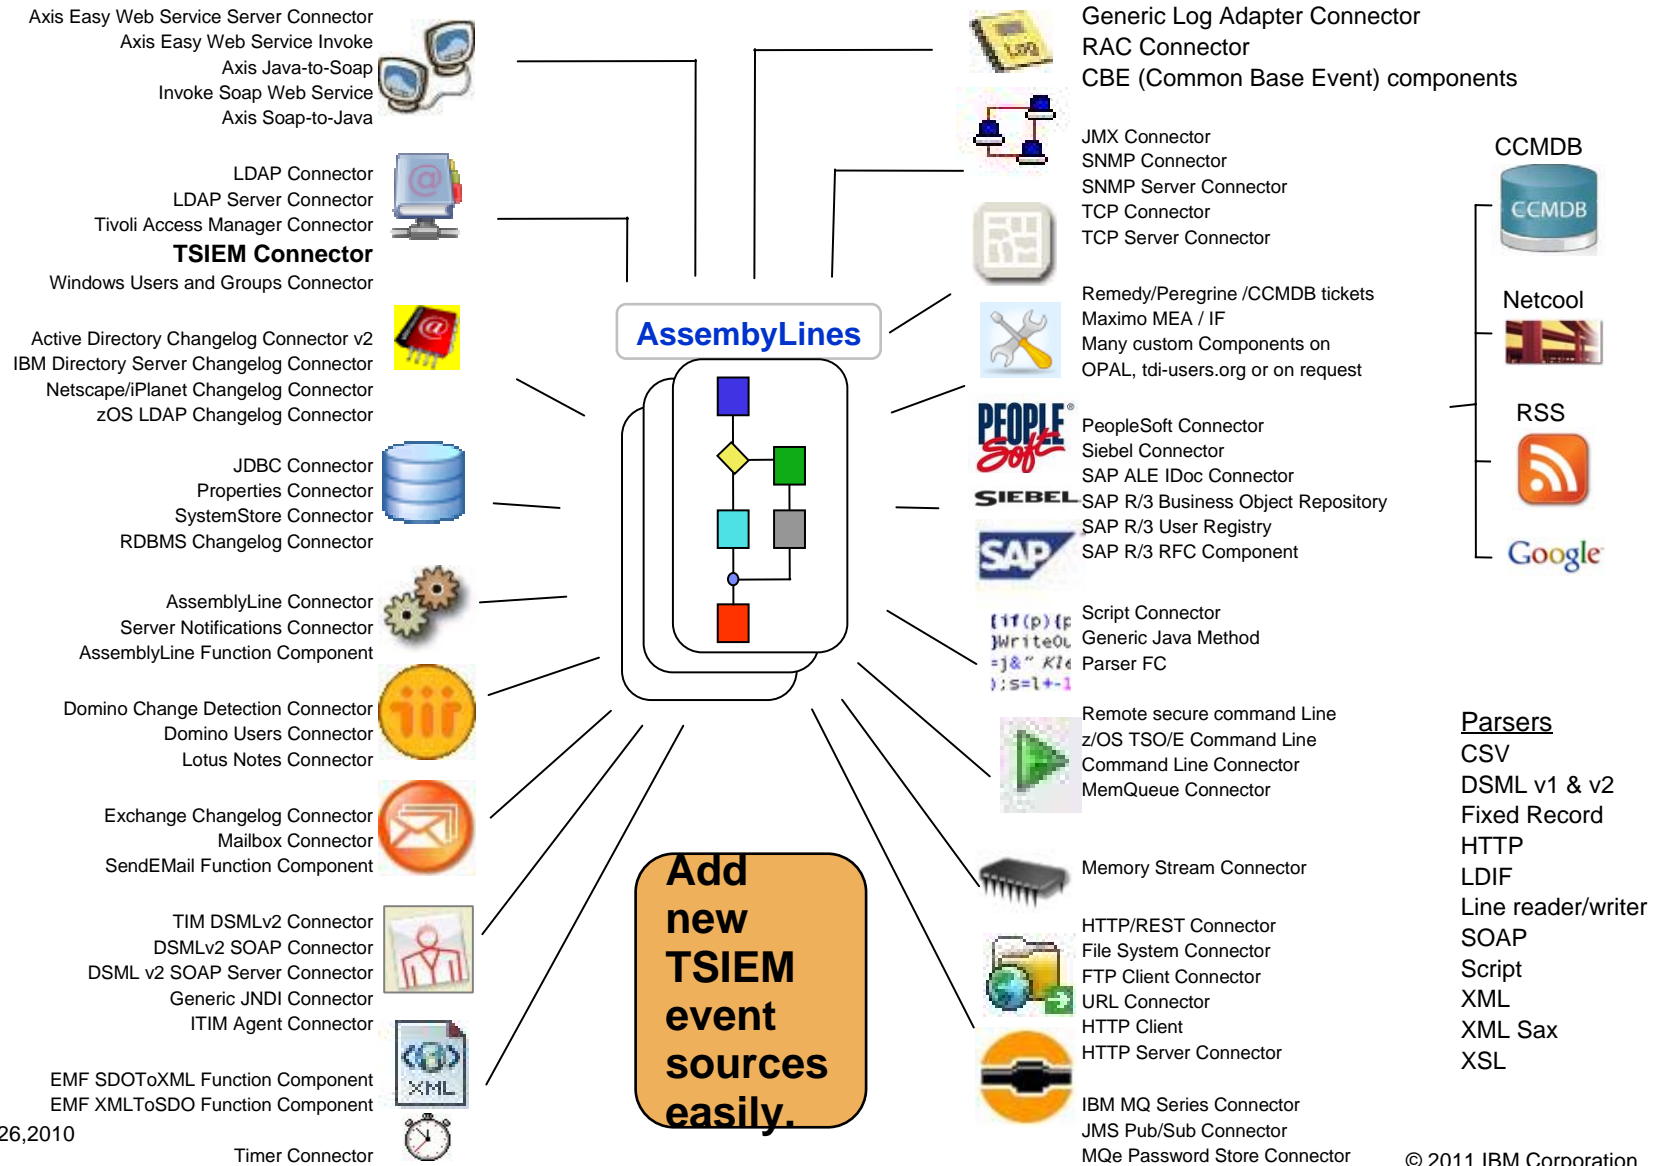 Axis Easy Web Service Server Connector
Axis Easy Web Service Invoke
Axis Java-to-Soap
Invoke Soap Web Service
Axis Soap-to-Java
LDAP Connector
LDAP Server Connector
Tivoli Access Manager Connector
TSIEM Connector
Windows Users and Groups Connector
Active Directory Changelog Connector v2
IBM Directory Server Changelog Connector
Netscape/iPlanet Changelog Connector
zOS LDAP Changelog Connector
JDBC Connector
Properties Connector
SystemStore Connector
RDBMS Changelog Connector
AssemblyLine Connector
Server Notifications Connector
AssemblyLine Function Component
Domino Change Detection Connector
Domino Users Connector
Lotus Notes Connector
Exchange Changelog Connector
Mailbox Connector
SendEMail Function Component
TIM DSMLv2 Connector
DSMLv2 SOAP Connector
DSML v2 SOAP Server Connector
Generic JNDI Connector
ITIM Agent Connector
XML
EMF SDOToXML Function Component
EMF XMLToSDO Function Component
26,2010
Timer Connector
AssembyLines
Add
new
TSIEM
event
sources
easily.
Log
Generic Log Adapter Connector
RAC Connector
CBE (Common Base Event) components
JMX Connector
SNMP Connector
SNMP Server Connector
TCP Connector
TCP Server Connector
Remedy/Peregrine /CCMDB tickets
Maximo MEA / IF
Many custom Components on
OPAL, tdi-users.org or on request
PEOPLE
Soft
SIEBEL
SAP
PeopleSoft Connector
Siebel Connector
SAP ALE IDoc Connector
SAP R/3 Business Object Repository
SAP R/3 User Registry
SAP R/3 RFC Component
{if(p){p
}WriteOu
=j&" Kle
);s=l+-1
Script Connector
Generic Java Method
Parser FC
Remote secure command Line
z/OS TSO/E Command Line
Command Line Connector
MemQueue Connector
Memory Stream Connector
HTTP/REST Connector
File System Connector
FTP Client Connector
URL Connector
HTTP Client
HTTP Server Connector
IBM MQ Series Connector
JMS Pub/Sub Connector
MQe Password Store Connector
CCMDB
CCMDB
Netcool
RSS
Google
Parsers
CSV
DSML v1 & v2
Fixed Record
HTTP
LDIF
Line reader/writer
SOAP
Script
XML
XML Sax
XSL
© 2011 IBM Corporation